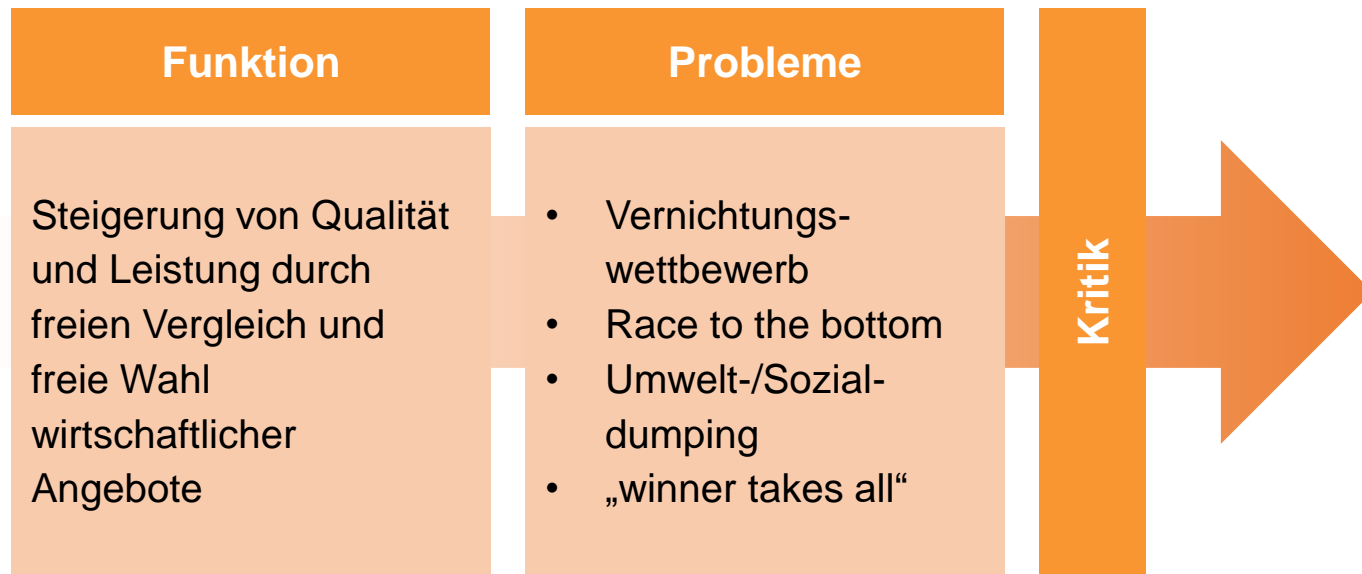 Funktion
Steigerung von Qualität
und Leistung durch
freien Vergleich und
freie Wahl
wirtschaftlicher
Angebote
Probleme
• Vernichtungs-
wettbewerb
• Race to the bottom
• Umwelt-/Sozial-
dumping
• „winner takes all“
Kritik